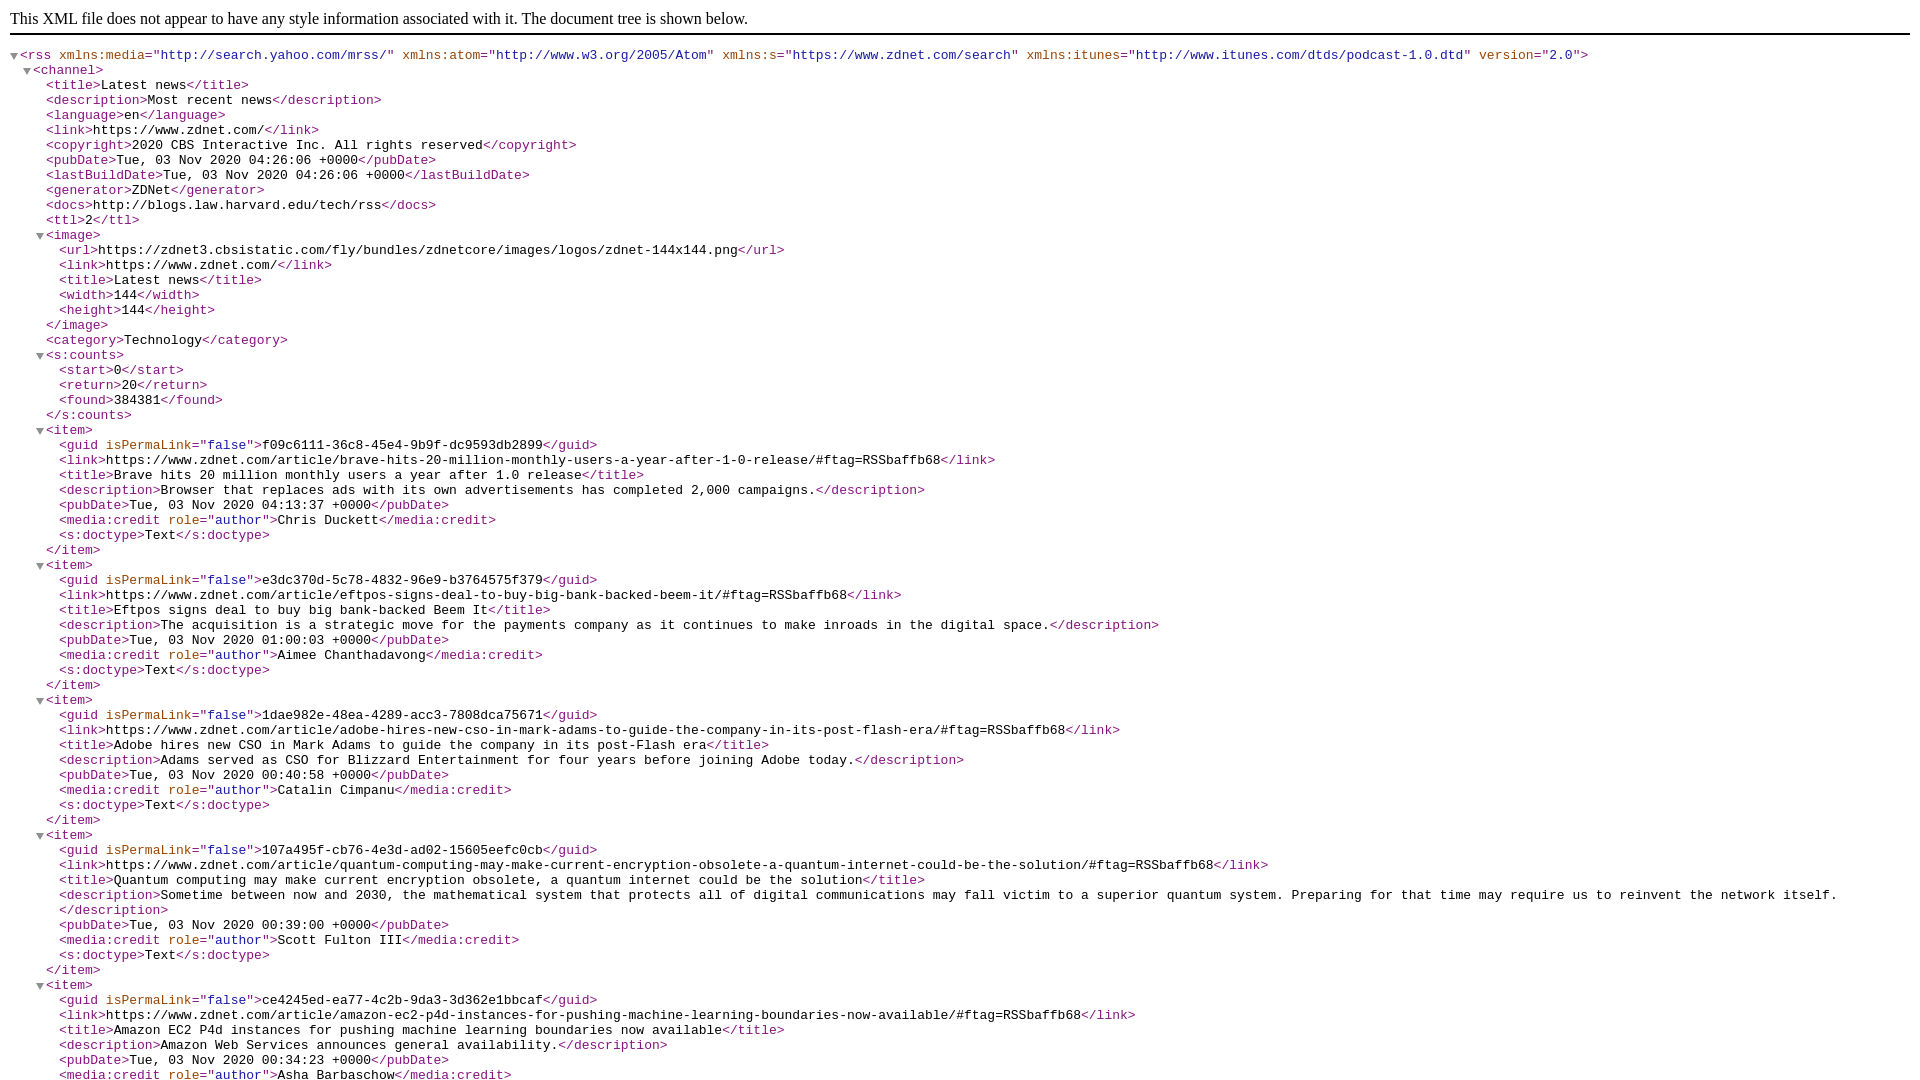 This XML file does not appear to have any style information associated with it. The document tree is shown below.
<rss xmlns:media="http://search.yahoo.com/mrss/" xmlns:atom="http://www.w3.org/2005/Atom" xmlns:s="https://www.zdnet.com/search" xmlns:itunes="http://www.itunes.com/dtds/podcast-1.0.dtd" version="2.0">
<channel>
<title>Latest news</title>
<description>Most recent news</description>
<language>en</language>
<link>https://www.zdnet.com/</link>
<copyright>2020 CBS Interactive Inc. All rights reserved</copyright>
<pubDate>Tue, 03 Nov 2020 04:26:06 +0000</pubDate>
<lastBuildDate>Tue, 03 Nov 2020 04:26:06 +0000</lastBuildDate>
<generator>ZDNet</generator>
<docs>http://blogs.law.harvard.edu/tech/rss</docs>
<ttl>2</ttl>
<image>
<url>https://zdnet3.cbsistatic.com/fly/bundles/zdnetcore/images/logos/zdnet-144x144.png</url>
<link>https://www.zdnet.com/</link>
<title>Latest news</title>
<width>144</width>
<height>144</height>
</image>
<category>Technology</category>
<s:counts>
<start>0</start>
<return>20</return>
<found>384381</found>
</s:counts>
<item>
<guid isPermaLink="false">f09c6111-36c8-45e4-9b9f-dc9593db2899</guid>
<link>https://www.zdnet.com/article/brave-hits-20-million-monthly-users-a-year-after-1-0-release/#ftag=RSSbaffb68</link>
<title>Brave hits 20 million monthly users a year after 1.0 release</title>
<description>Browser that replaces ads with its own advertisements has completed 2,000 campaigns.</description>
<pubDate>Tue, 03 Nov 2020 04:13:37 +0000</pubDate>
<media:credit role="author">Chris Duckett</media:credit>
<s:doctype>Text</s:doctype>
</item>
<item>
<guid isPermaLink="false">e3dc370d-5c78-4832-96e9-b3764575f379</guid>
<link>https://www.zdnet.com/article/eftpos-signs-deal-to-buy-big-bank-backed-beem-it/#ftag=RSSbaffb68</link>
<title>Eftpos signs deal to buy big bank-backed Beem It</title>
<description>The acquisition is a strategic move for the payments company as it continues to make inroads in the digital space.</description>
<pubDate>Tue, 03 Nov 2020 01:00:03 +0000</pubDate>
<media:credit role="author">Aimee Chanthadavong</media:credit>
<s:doctype>Text</s:doctype>
</item>
<item>
<guid isPermaLink="false">1dae982e-48ea-4289-acc3-7808dca75671</guid>
<link>https://www.zdnet.com/article/adobe-hires-new-cso-in-mark-adams-to-guide-the-company-in-its-post-flash-era/#ftag=RSSbaffb68</link>
<title>Adobe hires new CSO in Mark Adams to guide the company in its post-Flash era</title>
<description>Adams served as CSO for Blizzard Entertainment for four years before joining Adobe today.</description>
<pubDate>Tue, 03 Nov 2020 00:40:58 +0000</pubDate>
<media:credit role="author">Catalin Cimpanu</media:credit>
<s:doctype>Text</s:doctype>
</item>
<item>
<guid isPermaLink="false">107a495f-cb76-4e3d-ad02-15605eefc0cb</guid>
<link>https://www.zdnet.com/article/quantum-computing-may-make-current-encryption-obsolete-a-quantum-internet-could-be-the-solution/#ftag=RSSbaffb68</link>
<title>Quantum computing may make current encryption obsolete, a quantum internet could be the solution</title>
<description>Sometime between now and 2030, the mathematical system that protects all of digital communications may fall victim to a superior quantum system. Preparing for that time may require us to reinvent the network itself.
</description>
<pubDate>Tue, 03 Nov 2020 00:39:00 +0000</pubDate>
<media:credit role="author">Scott Fulton III</media:credit>
<s:doctype>Text</s:doctype>
</item>
<item>
<guid isPermaLink="false">ce4245ed-ea77-4c2b-9da3-3d362e1bbcaf</guid>
<link>https://www.zdnet.com/article/amazon-ec2-p4d-instances-for-pushing-machine-learning-boundaries-now-available/#ftag=RSSbaffb68</link>
<title>Amazon EC2 P4d instances for pushing machine learning boundaries now available</title>
<description>Amazon Web Services announces general availability.</description>
<pubDate>Tue, 03 Nov 2020 00:34:23 +0000</pubDate>
<media:credit role="author">Asha Barbaschow</media:credit>